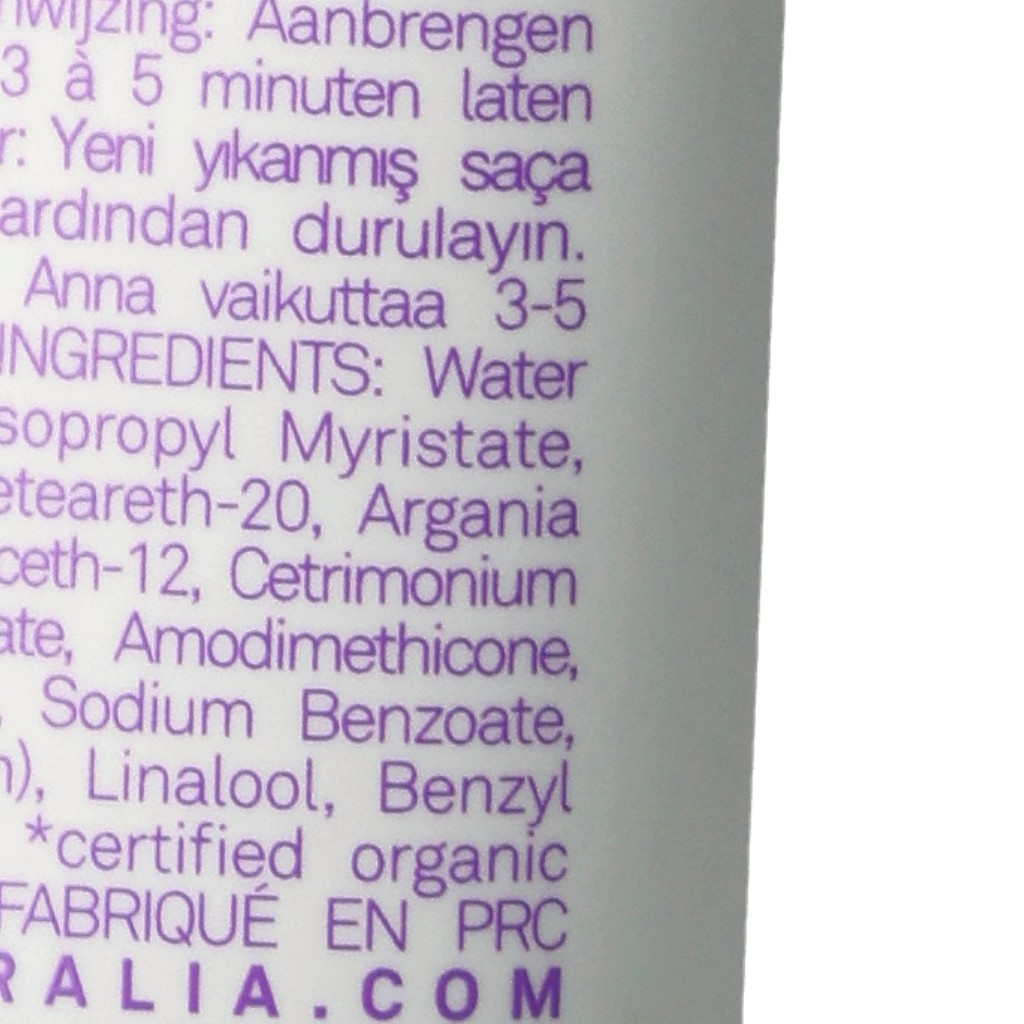 nwijzing: Aanbrengen
3 à 5 minuten laten
r: Yeni yıkanmış saça
ardından durulayın.
Anna vaikuttaa 3-5
INGREDIENTS: Water
sopropyl Myristate,
eteareth-20, Argania
ceth-12, Cetrimonium
ate, Amodimethicone,
, Sodium Benzoate,
n), Linalool, Benzyl
*certified organic
FABRIQUÉ EN PRC
RALIA.COM